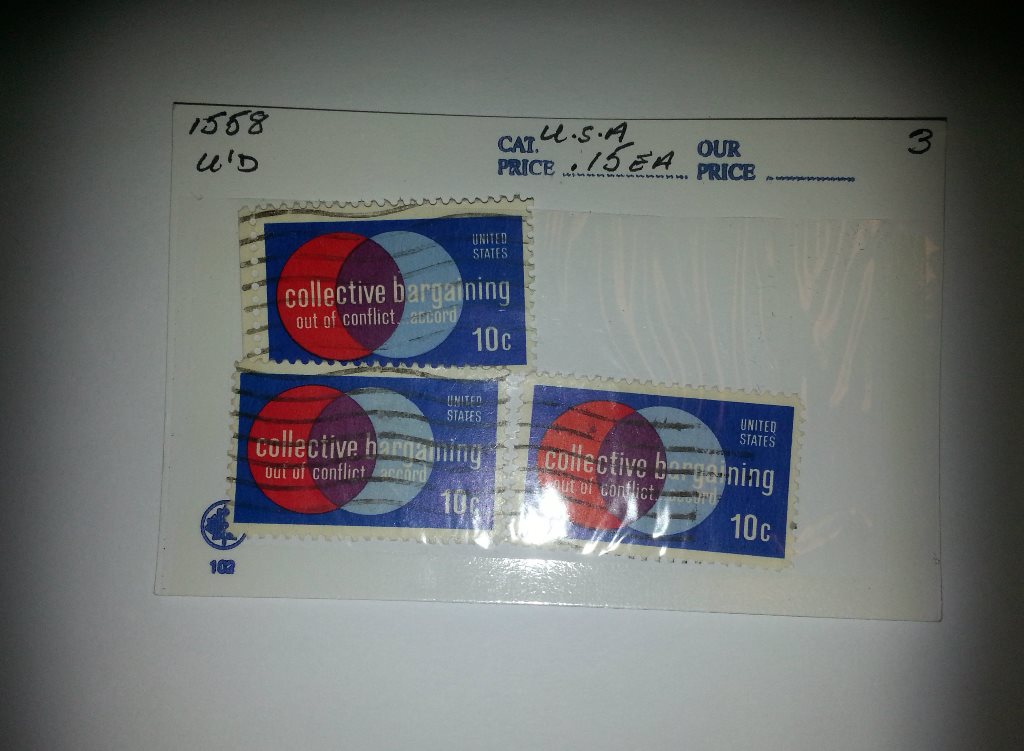 1558
U'D
CAT. U.S.A
PRICE .15 EA
OUR
PRICE
3
UNITED
STATES
collective bargaining
out of conflict...accord
10c
UNITED
STATES
collective bargaining
out of conflict...accord
10c
UNITED
STATES
collective bargaining
out of conflict...accord
10c
102